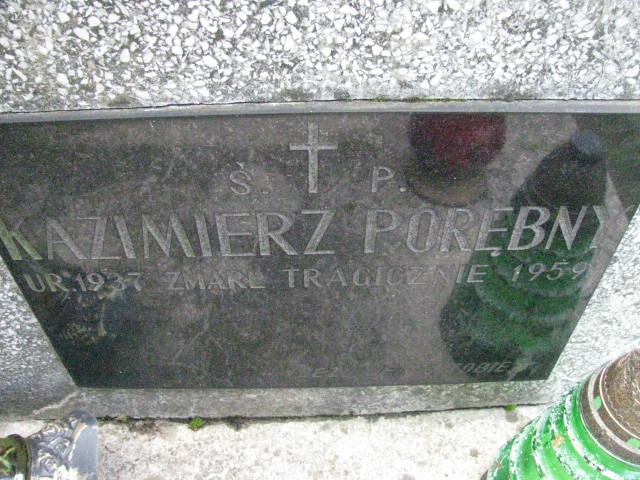 Ś. P.
KAZIMIERZ PORĘBNY
UR. 1937 ZMARŁ TRAGICZNIE 1959